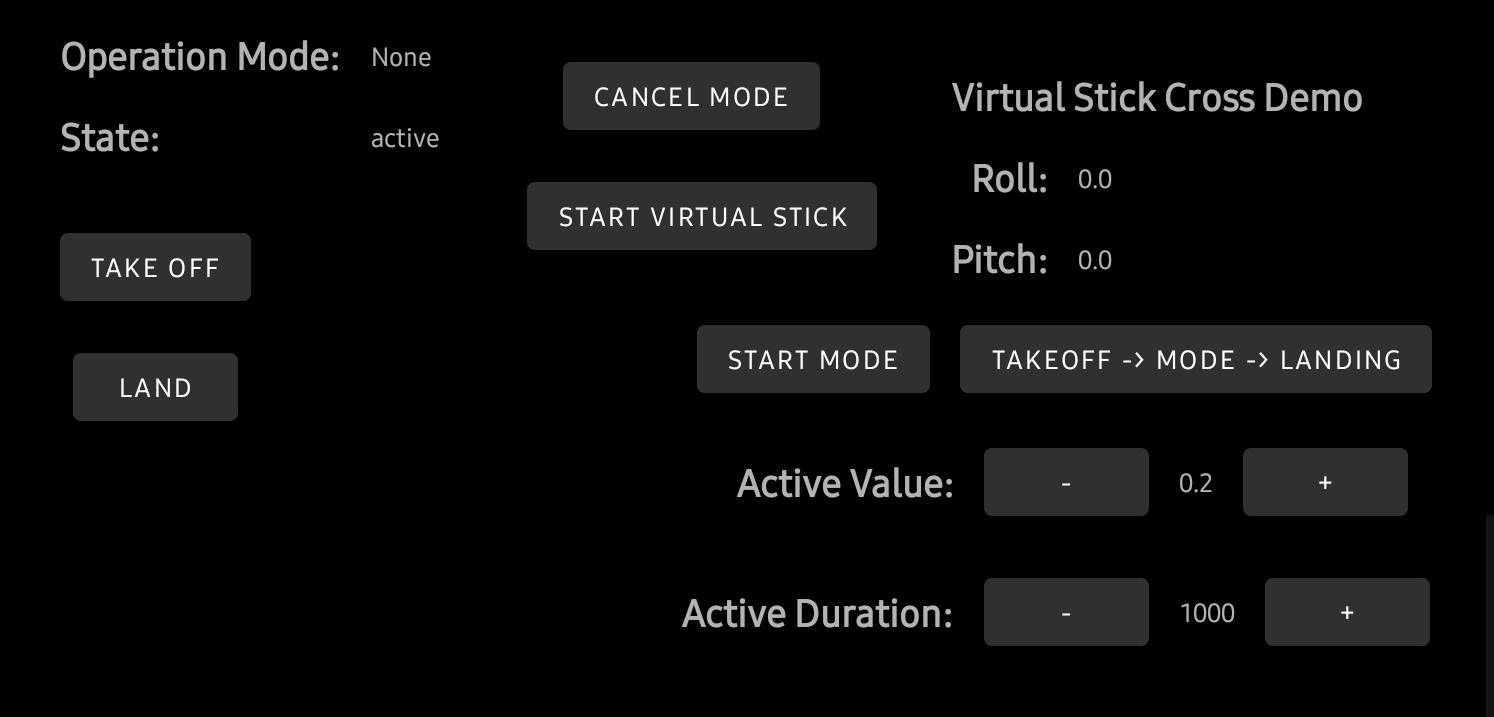 Operation Mode: None
State: active
TAKE OFF
LAND
CANCEL MODE
START VIRTUAL STICK
Virtual Stick Cross Demo
Roll: 0.0
Pitch: 0.0
START MODE
TAKEOFF -> MODE -> LANDING
Active Value: - 0.2 +
Active Duration: - 1000 +